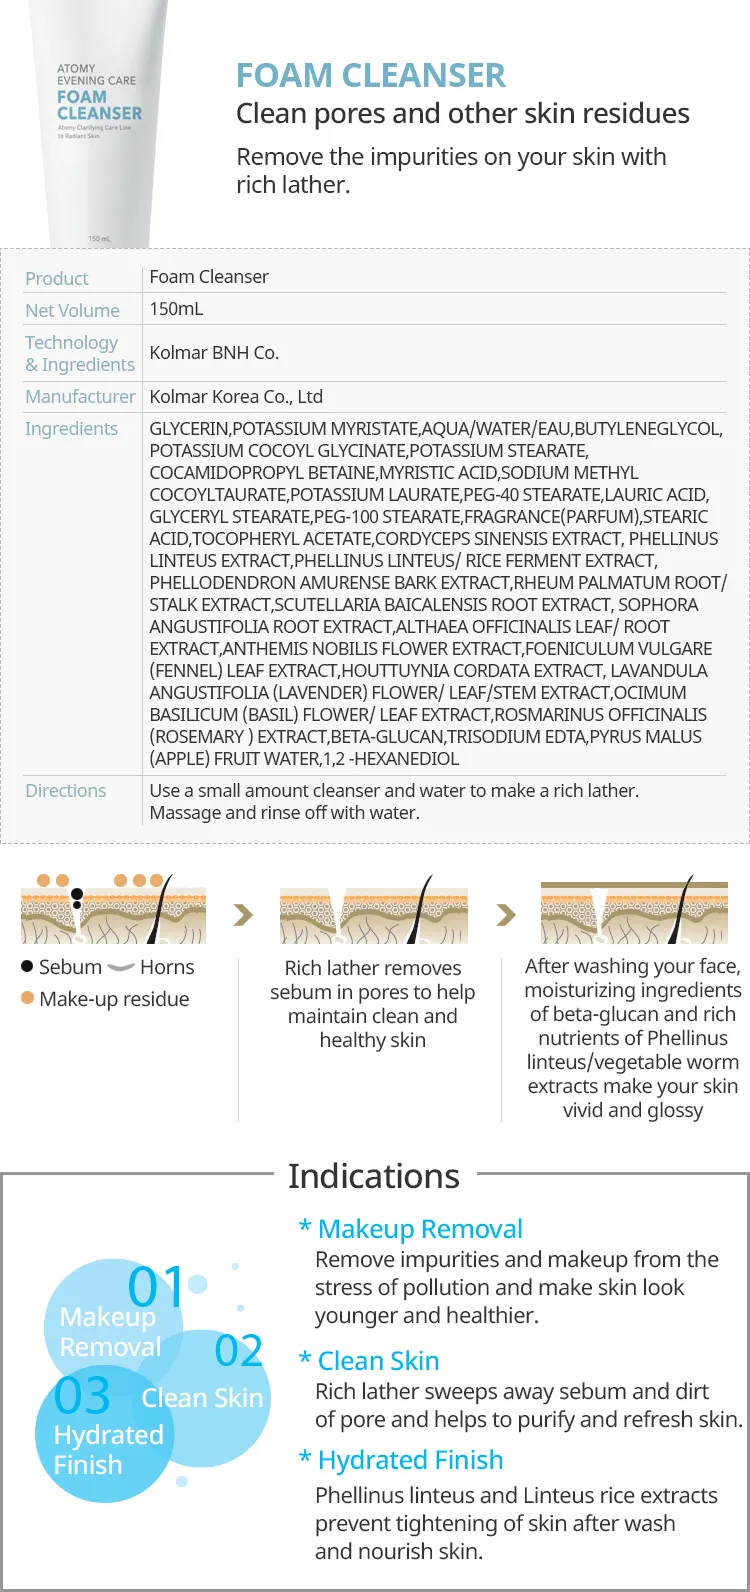 ATOMY
EVENING CARE
FOAM
CLEANSER
Atomy Clarifying Care Line
to Radiant Skin
150 mL
FOAM CLEANSER
Clean pores and other skin residues
Remove the impurities on your skin with
rich lather.
Product
Foam Cleanser
Net Volume
150mL
Technology
& Ingredients
Kolmar BNH Co.
Manufacturer
Kolmar Korea Co., Ltd
Ingredients
GLYCERIN,POTASSIUM MYRISTATE,AQUA/WATER/EAU,BUTYLENEGLYCOL,
POTASSIUM COCOYL GLYCINATE,POTASSIUM STEARATE,
COCAMIDOPROPYL BETAINE,MYRISTIC ACID,SODIUM METHYL
COCOYLTAURATE,POTASSIUM LAURATE,PEG-40 STEARATE,LAURIC ACID,
GLYCERYL STEARATE,PEG-100 STEARATE,FRAGRANCE(PARFUM),STEARIC
ACID,TOCOPHERYL ACETATE,CORDYCEPS SINENSIS EXTRACT, PHELLINUS
LINTEUS EXTRACT,PHELLINUS LINTEUS/ RICE FERMENT EXTRACT,
PHELLODENDRON AMURENSE BARK EXTRACT,RHEUM PALMATUM ROOT/
STALK EXTRACT,SCUTELLARIA BAICALENSIS ROOT EXTRACT, SOPHORA
ANGUSTIFOLIA ROOT EXTRACT,ALTHAEA OFFICINALIS LEAF/ ROOT
EXTRACT,ANTHEMIS NOBILIS FLOWER EXTRACT,FOENICULUM VULGARE
(FENNEL) LEAF EXTRACT,HOUTTUYNIA CORDATA EXTRACT, LAVANDULA
ANGUSTIFOLIA (LAVENDER) FLOWER/ LEAF/STEM EXTRACT,OCIMUM
BASILICUM (BASIL) FLOWER/ LEAF EXTRACT,ROSMARINUS OFFICINALIS
(ROSEMARY ) EXTRACT,BETA-GLUCAN,TRISODIUM EDTA,PYRUS MALUS
(APPLE) FRUIT WATER,1,2 -HEXANEDIOL
Directions
Use a small amount cleanser and water to make a rich lather.
Massage and rinse off with water.
Sebum
Horns
Make-up residue
Rich lather removes
sebum in pores to help
maintain clean and
healthy skin
After washing your face,
moisturizing ingredients
of beta-glucan and rich
nutrients of Phellinus
linteus/vegetable worm
extracts make your skin
vivid and glossy
Indications
01
Makeup
Removal
02
Clean Skin
03
Hydrated
Finish
* Makeup Removal
Remove impurities and makeup from the
stress of pollution and make skin look
younger and healthier.
* Clean Skin
Rich lather sweeps away sebum and dirt
of pore and helps to purify and refresh skin.
* Hydrated Finish
Phellinus linteus and Linteus rice extracts
prevent tightening of skin after wash
and nourish skin.